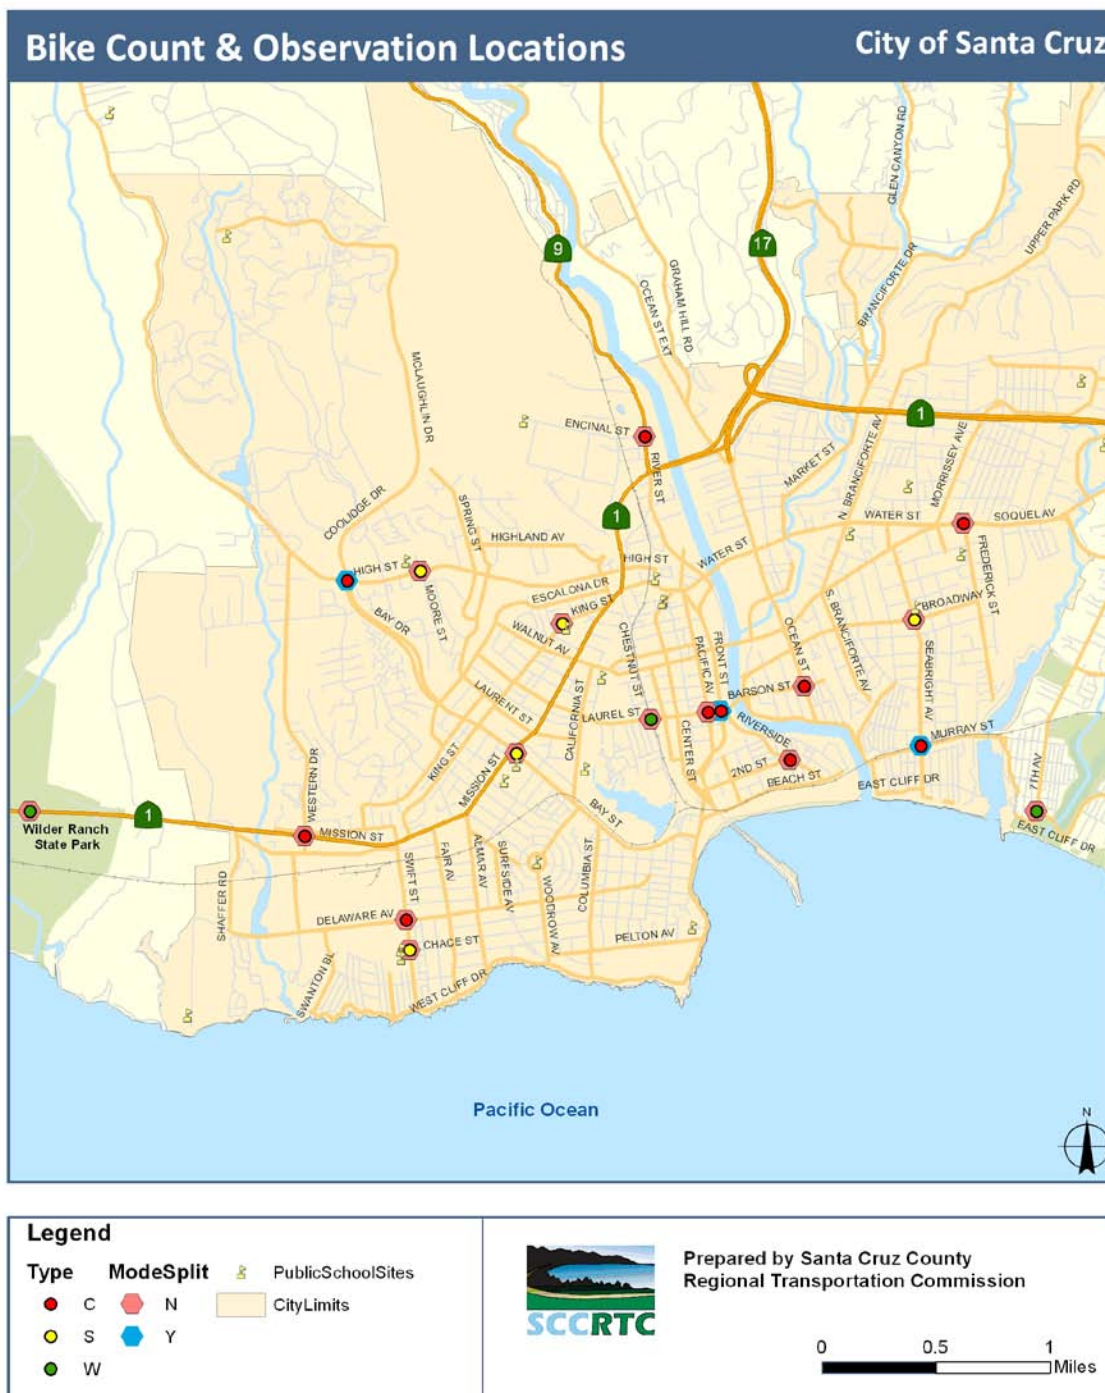 Bike Count & Observation Locations
City of Santa Cruz
GLEN CANYON RD
UPPER PARK RD
BRANCIFORTE DR
9
17
GRAHAM HILL RD
OCEAN ST EXT
MCLAUGHLIN DR
ENCINAL ST
1
RIVER ST
MARKET ST
N. BRANCIFORTE AV
MORRISSEY AVE
COOLIDGE DR
SPRING ST
1
WATER ST
SOQUEL AV
HIGHLAND AV
HIGH ST
WATER ST
FREDERICK ST
HIGH ST
MOORE ST
ESCALONA DR
KING ST
BROADWAY
BAY DR
WALNUT AV
CHESTNUT ST
PACIFIC AV
FRONT ST
OCEAN ST
S. BRANCIFORTE AV
SEABRIGHT AV
LAURENT ST
CALIFORNIA ST
LAUREL ST
CENTER ST
BARSON ST
RIVERSIDE
MURRAY ST
KING ST
MISSION ST
2ND ST
BEACH ST
EAST CLIFF DR
7TH AV
WESTERN DR
1
Wilder Ranch
State Park
MISSION ST
BAY ST
EAST CLIFF DR
SHAFFER RD
SWIFT ST
FAIR AV
ALMAR AV
SURFSIDE AV
WOODROW AV
COLUMBIA ST
DELAWARE AV
CHACE ST
PELTON AV
SWANTON BL
WEST CLIFF DR
Pacific Ocean
N
Legend
Type ModeSplit PublicSchoolSites
C N CityLimits
S Y
W
SCCRTC
Prepared by Santa Cruz County
Regional Transportation Commission
0 0.5 1
Miles